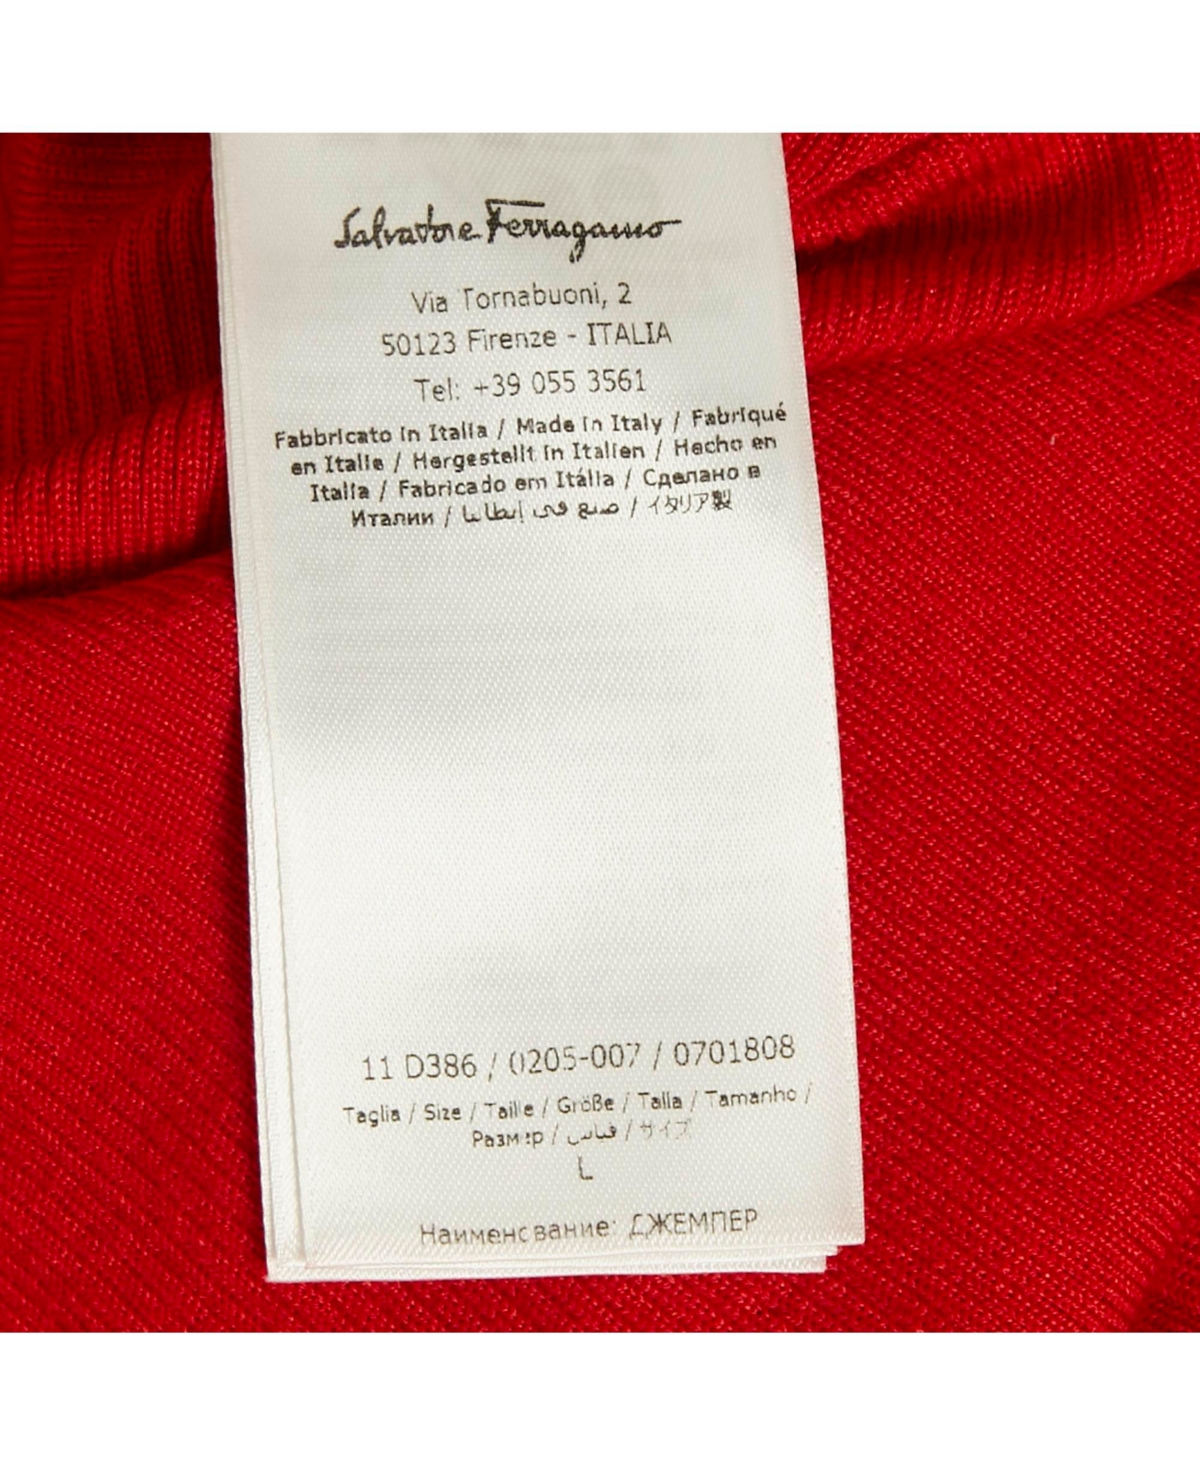 Salvatore Ferragamo
Via Tornabuoni, 2
50123 Firenze - ITALIA
Tel: +39 055 3561
Fabbricato in Italia / Made in Italy / Fabriqué
en Italie / Hergestellt in Italien / Hecho en
Italia / Fabricado em Itália / Сделано в
Италии / صنع في إيطاليا / イタリア製
11 D386 / 0205-007 / 0701808
Taglia / Size / Taille / Größe / Talla / Tamanho /
Размер / قياس / サイズ
L
Наименование: ДЖЕМПЕР